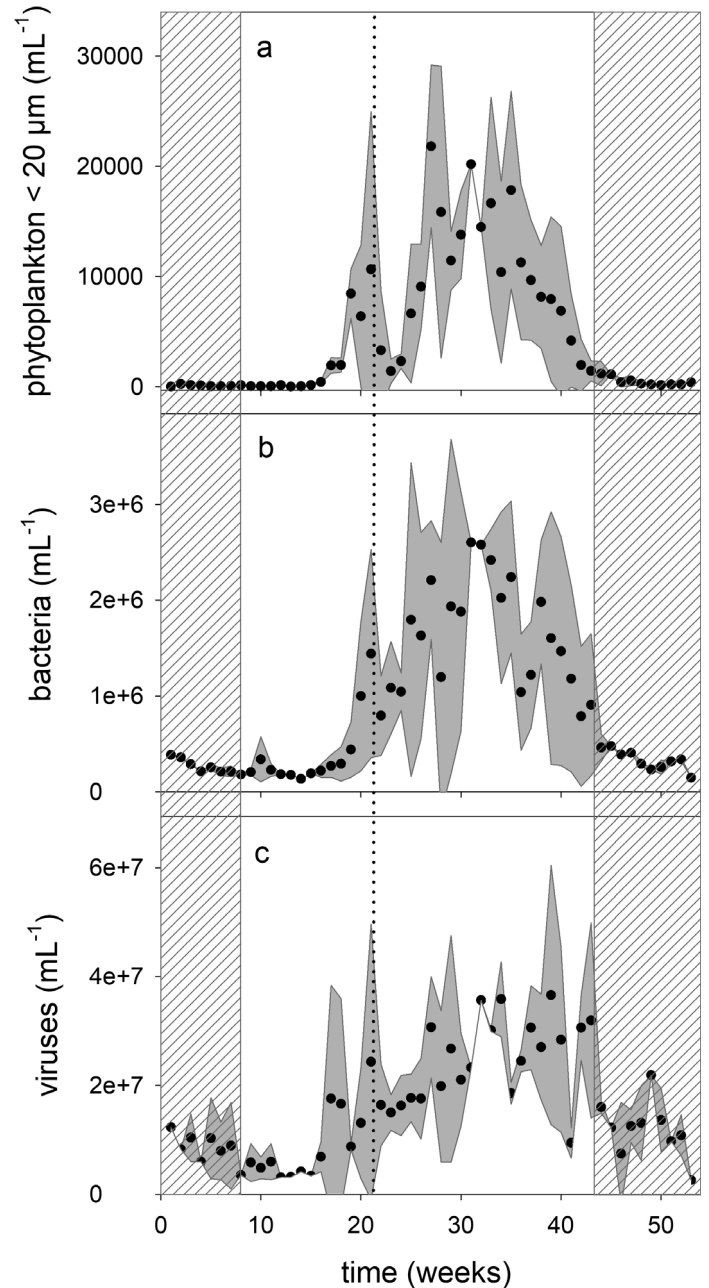 a
phytoplankton < 20 µm (mL⁻¹)
30000
20000
10000
0
b
bacteria (mL⁻¹)
3e+6
2e+6
1e+6
0
c
viruses (mL⁻¹)
6e+7
4e+7
2e+7
0
0 10 20 30 40 50
time (weeks)